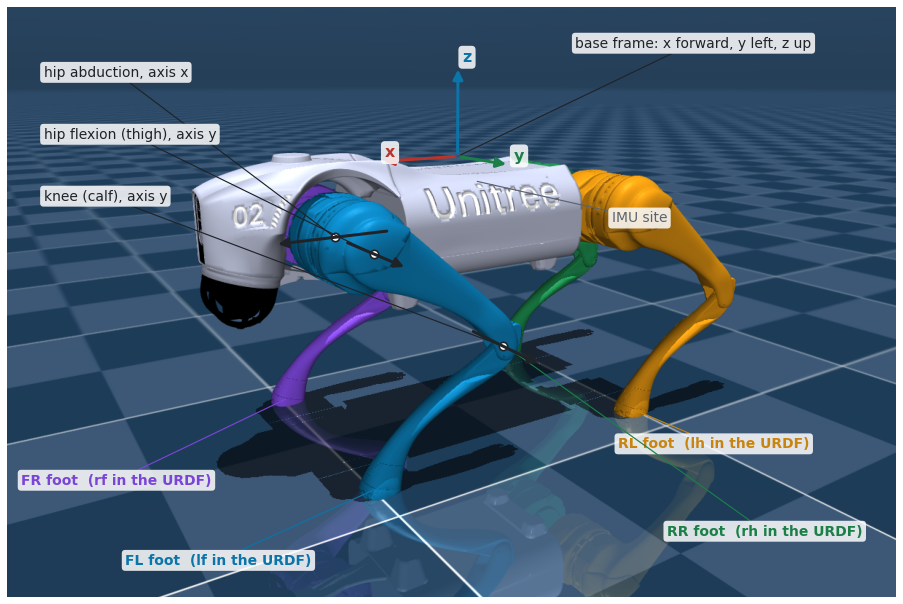 base frame: x forward, y left, z up
z
hip abduction, axis x
hip flexion (thigh), axis y
x
y
knee (calf), axis y
Unitree
02
IMU site
RL foot (lh in the URDF)
FR foot (rf in the URDF)
RR foot (rh in the URDF)
FL foot (lf in the URDF)